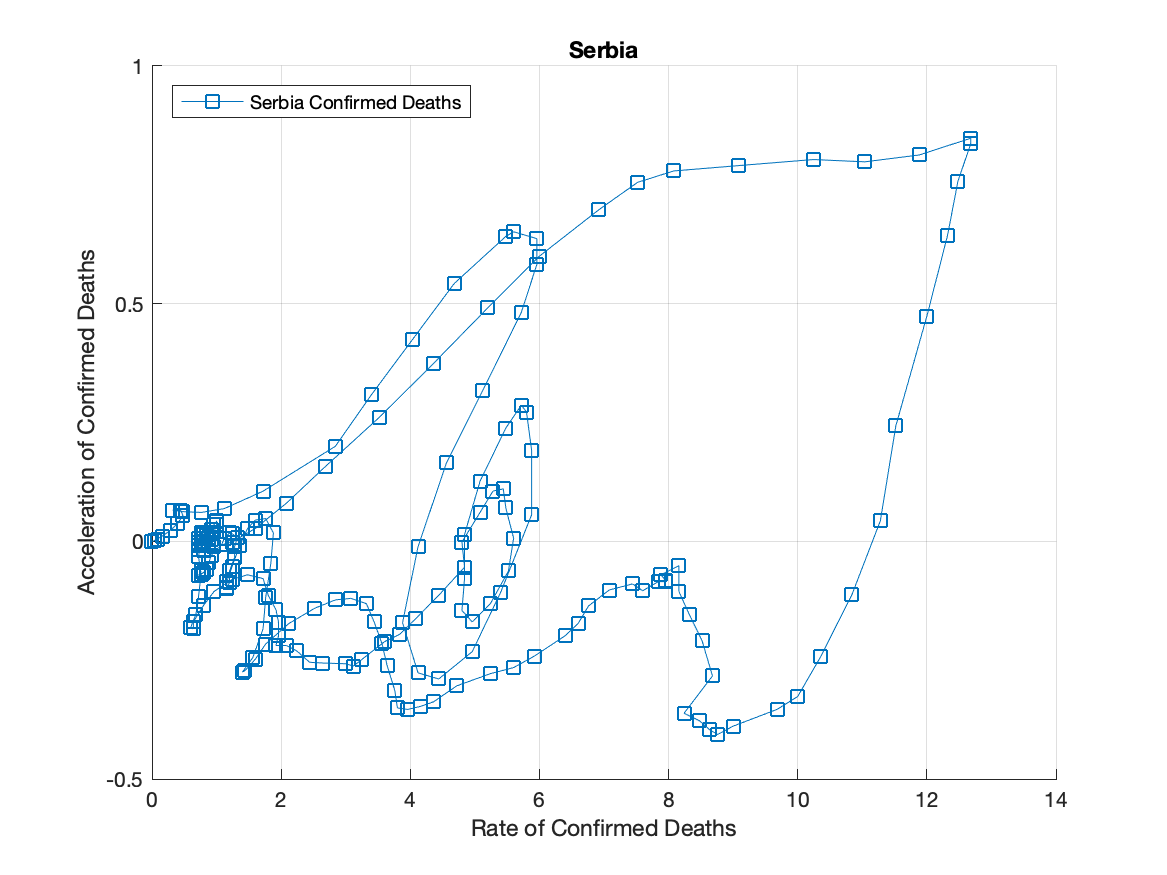 Serbia
Serbia Confirmed Deaths
1
0.5
0
-0.5
Acceleration of Confirmed Deaths
0 2 4 6 8 10 12 14
Rate of Confirmed Deaths